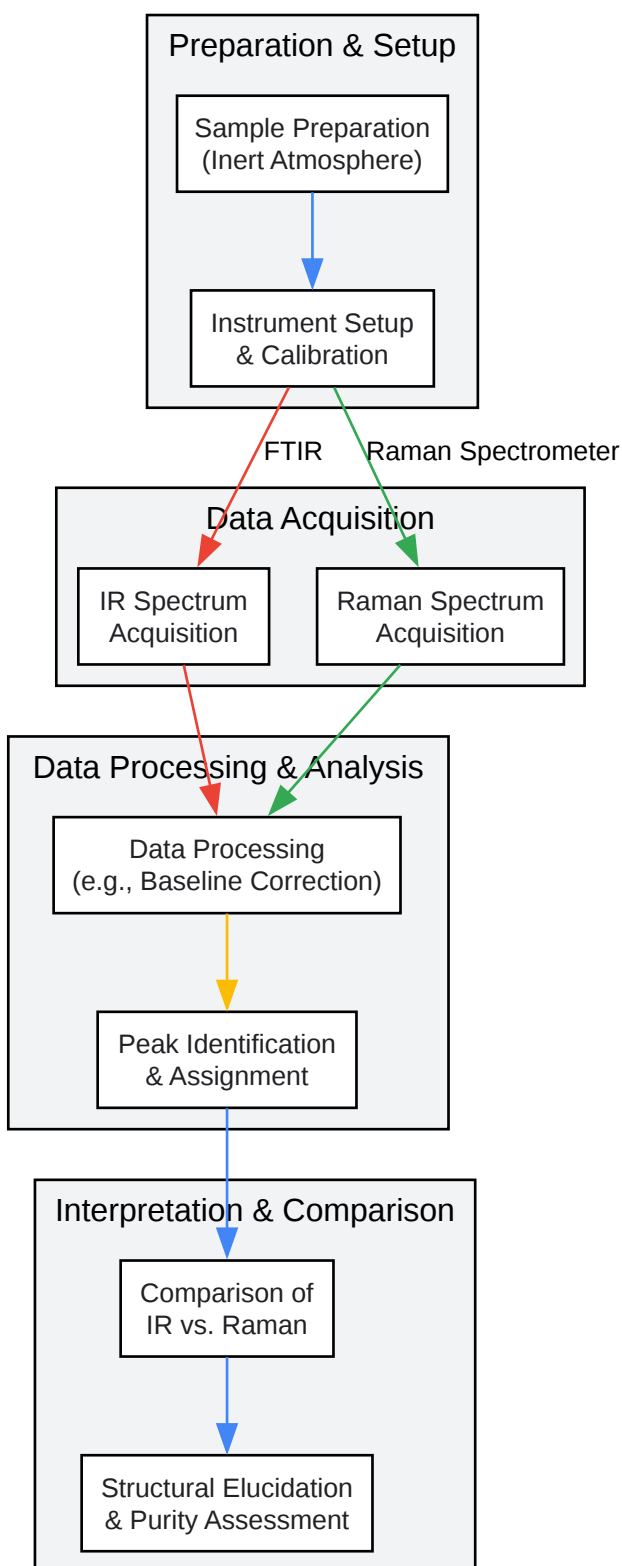 Preparation & Setup
Sample Preparation
(Inert Atmosphere)
Instrument Setup
& Calibration
FTIR
Raman Spectrometer
Data Acquisition
IR Spectrum
Acquisition
Raman Spectrum
Acquisition
Data Processing & Analysis
Data Processing
(e.g., Baseline Correction)
Peak Identification
& Assignment
Interpretation & Comparison
Comparison of
IR vs. Raman
Structural Elucidation
& Purity Assessment